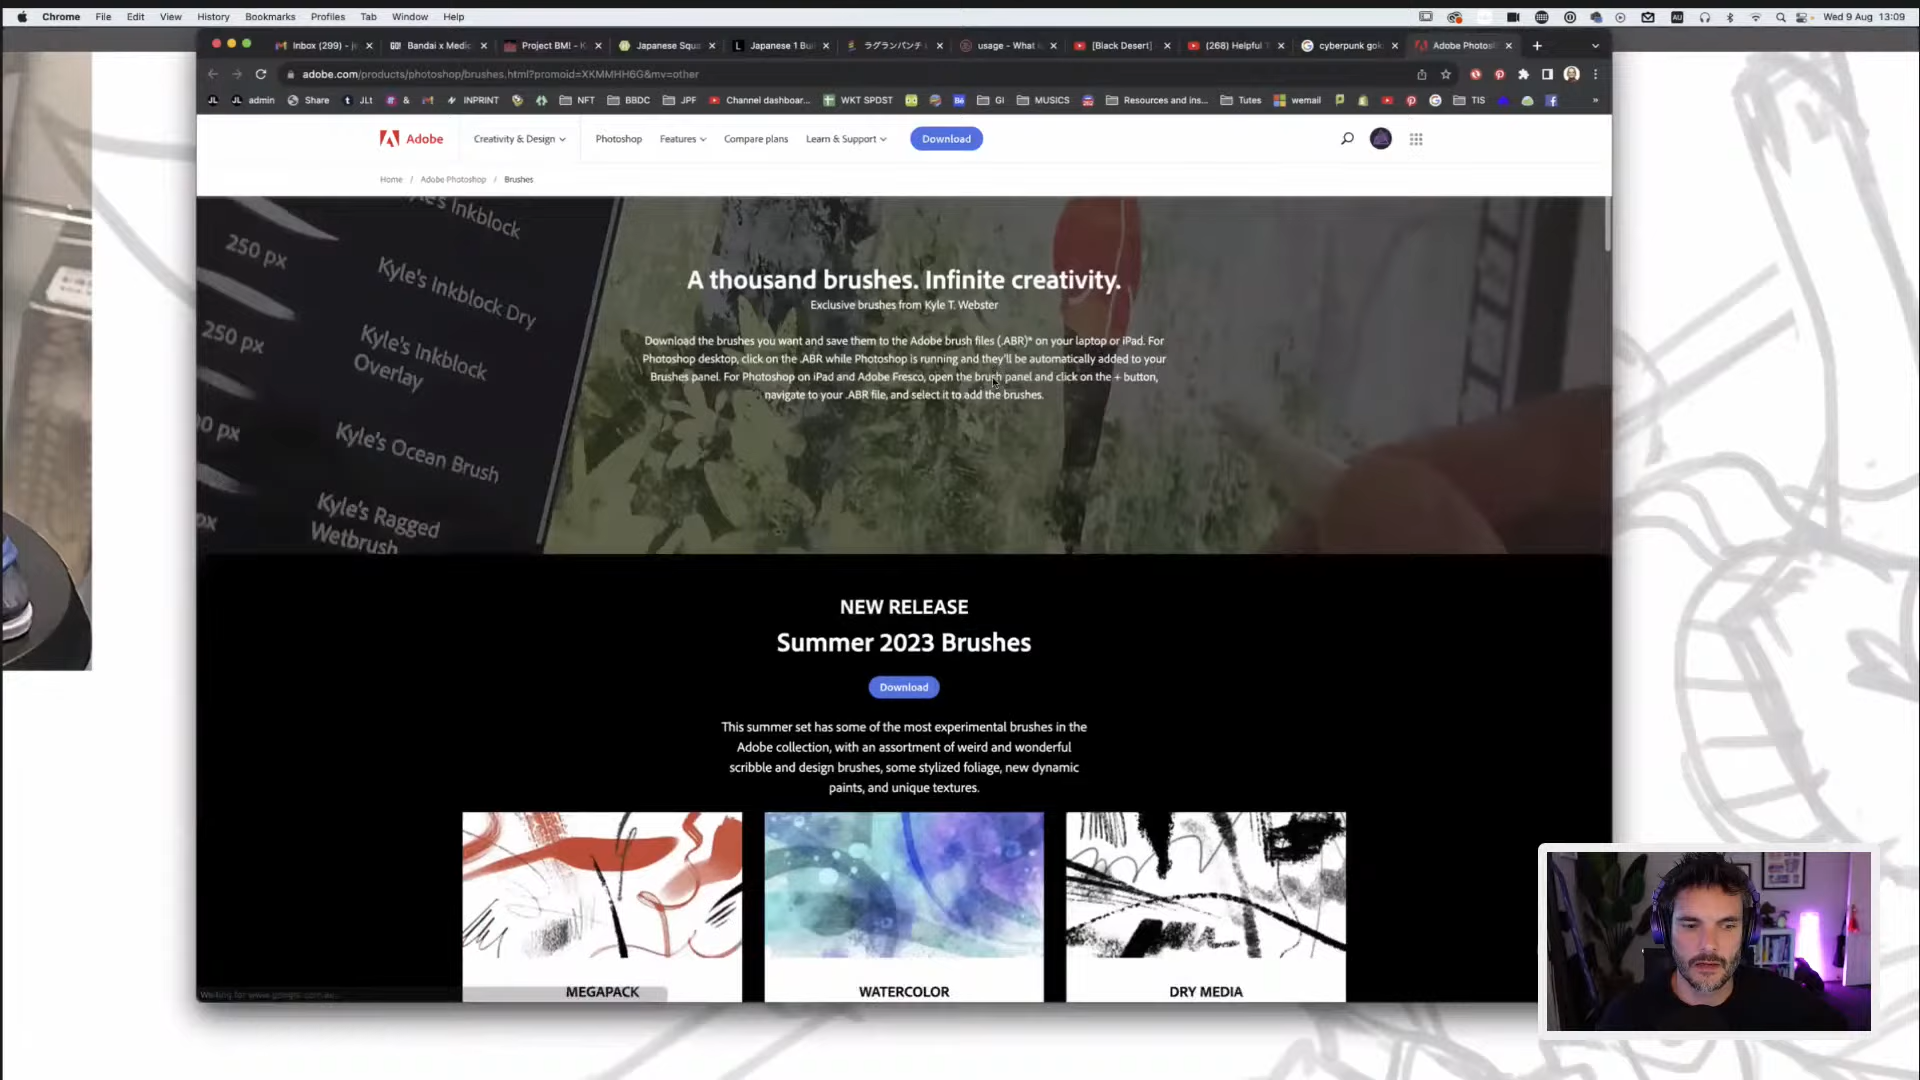 Chrome File Edit View History Bookmarks Profiles Tab Window Help
Wed 9 Aug 13:09
Inbox (299) - j
Bandai x Medic
Project BM! - K
Japanese Squa
Japanese 1 Bui
ラグランパンチ
usage - What i
[Black Desert]
(268) Helpful T
cyberpunk gok
Adobe Photos
adobe.com/products/photoshop/brushes.html?promoid=XKMMHH6G&mv=other
admin Share JLt & INPRINT NFT BBDC JPF Channel dashboar... WKT SPDST GI MUSICS Resources and ins... Tutes wemail TIS »
Adobe Creativity & Design Photoshop Features Compare plans Learn & Support Download
Home / Adobe Photoshop / Brushes
Kyle's Inkblock
250 px
Kyle's Inkblock Dry
250 px
Kyle's Inkblock
Overlay
Kyle's Ocean Brush
Kyle's Ragged
Wetbrush
A thousand brushes. Infinite creativity.
Exclusive brushes from Kyle T. Webster
Download the brushes you want and save them to the Adobe brush files (.ABR)* on your laptop or iPad. For
Photoshop desktop, click on the .ABR while Photoshop is running and they'll be automatically added to your
Brushes panel. For Photoshop on iPad and Adobe Fresco, open the brush panel and click on the + button,
navigate to your .ABR file, and select it to add the brushes.
NEW RELEASE
Summer 2023 Brushes
Download
This summer set has some of the most experimental brushes in the
Adobe collection, with an assortment of weird and wonderful
scribble and design brushes, some stylized foliage, new dynamic
paints, and unique textures.
MEGAPACK
WATERCOLOR
DRY MEDIA